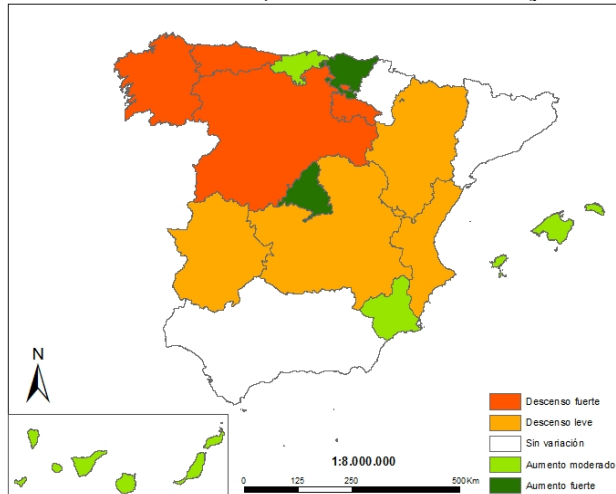 N
Descenso fuerte
Descenso leve
Sin variación
Aumento moderado
Aumento fuerte
1:8.000.000
0 125 250 500Km